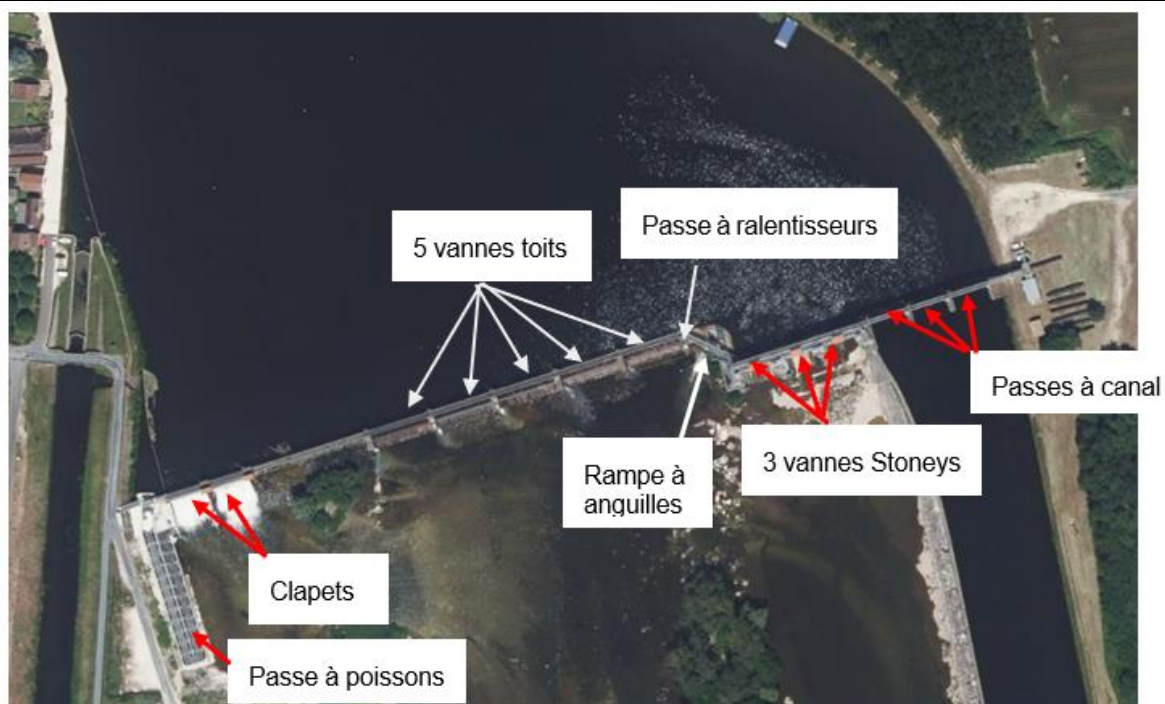 Passe à ralentisseurs
5 vannes toits
Passes à canal
3 vannes Stoneys
Rampe à
anguilles
Clapets
Passe à poissons